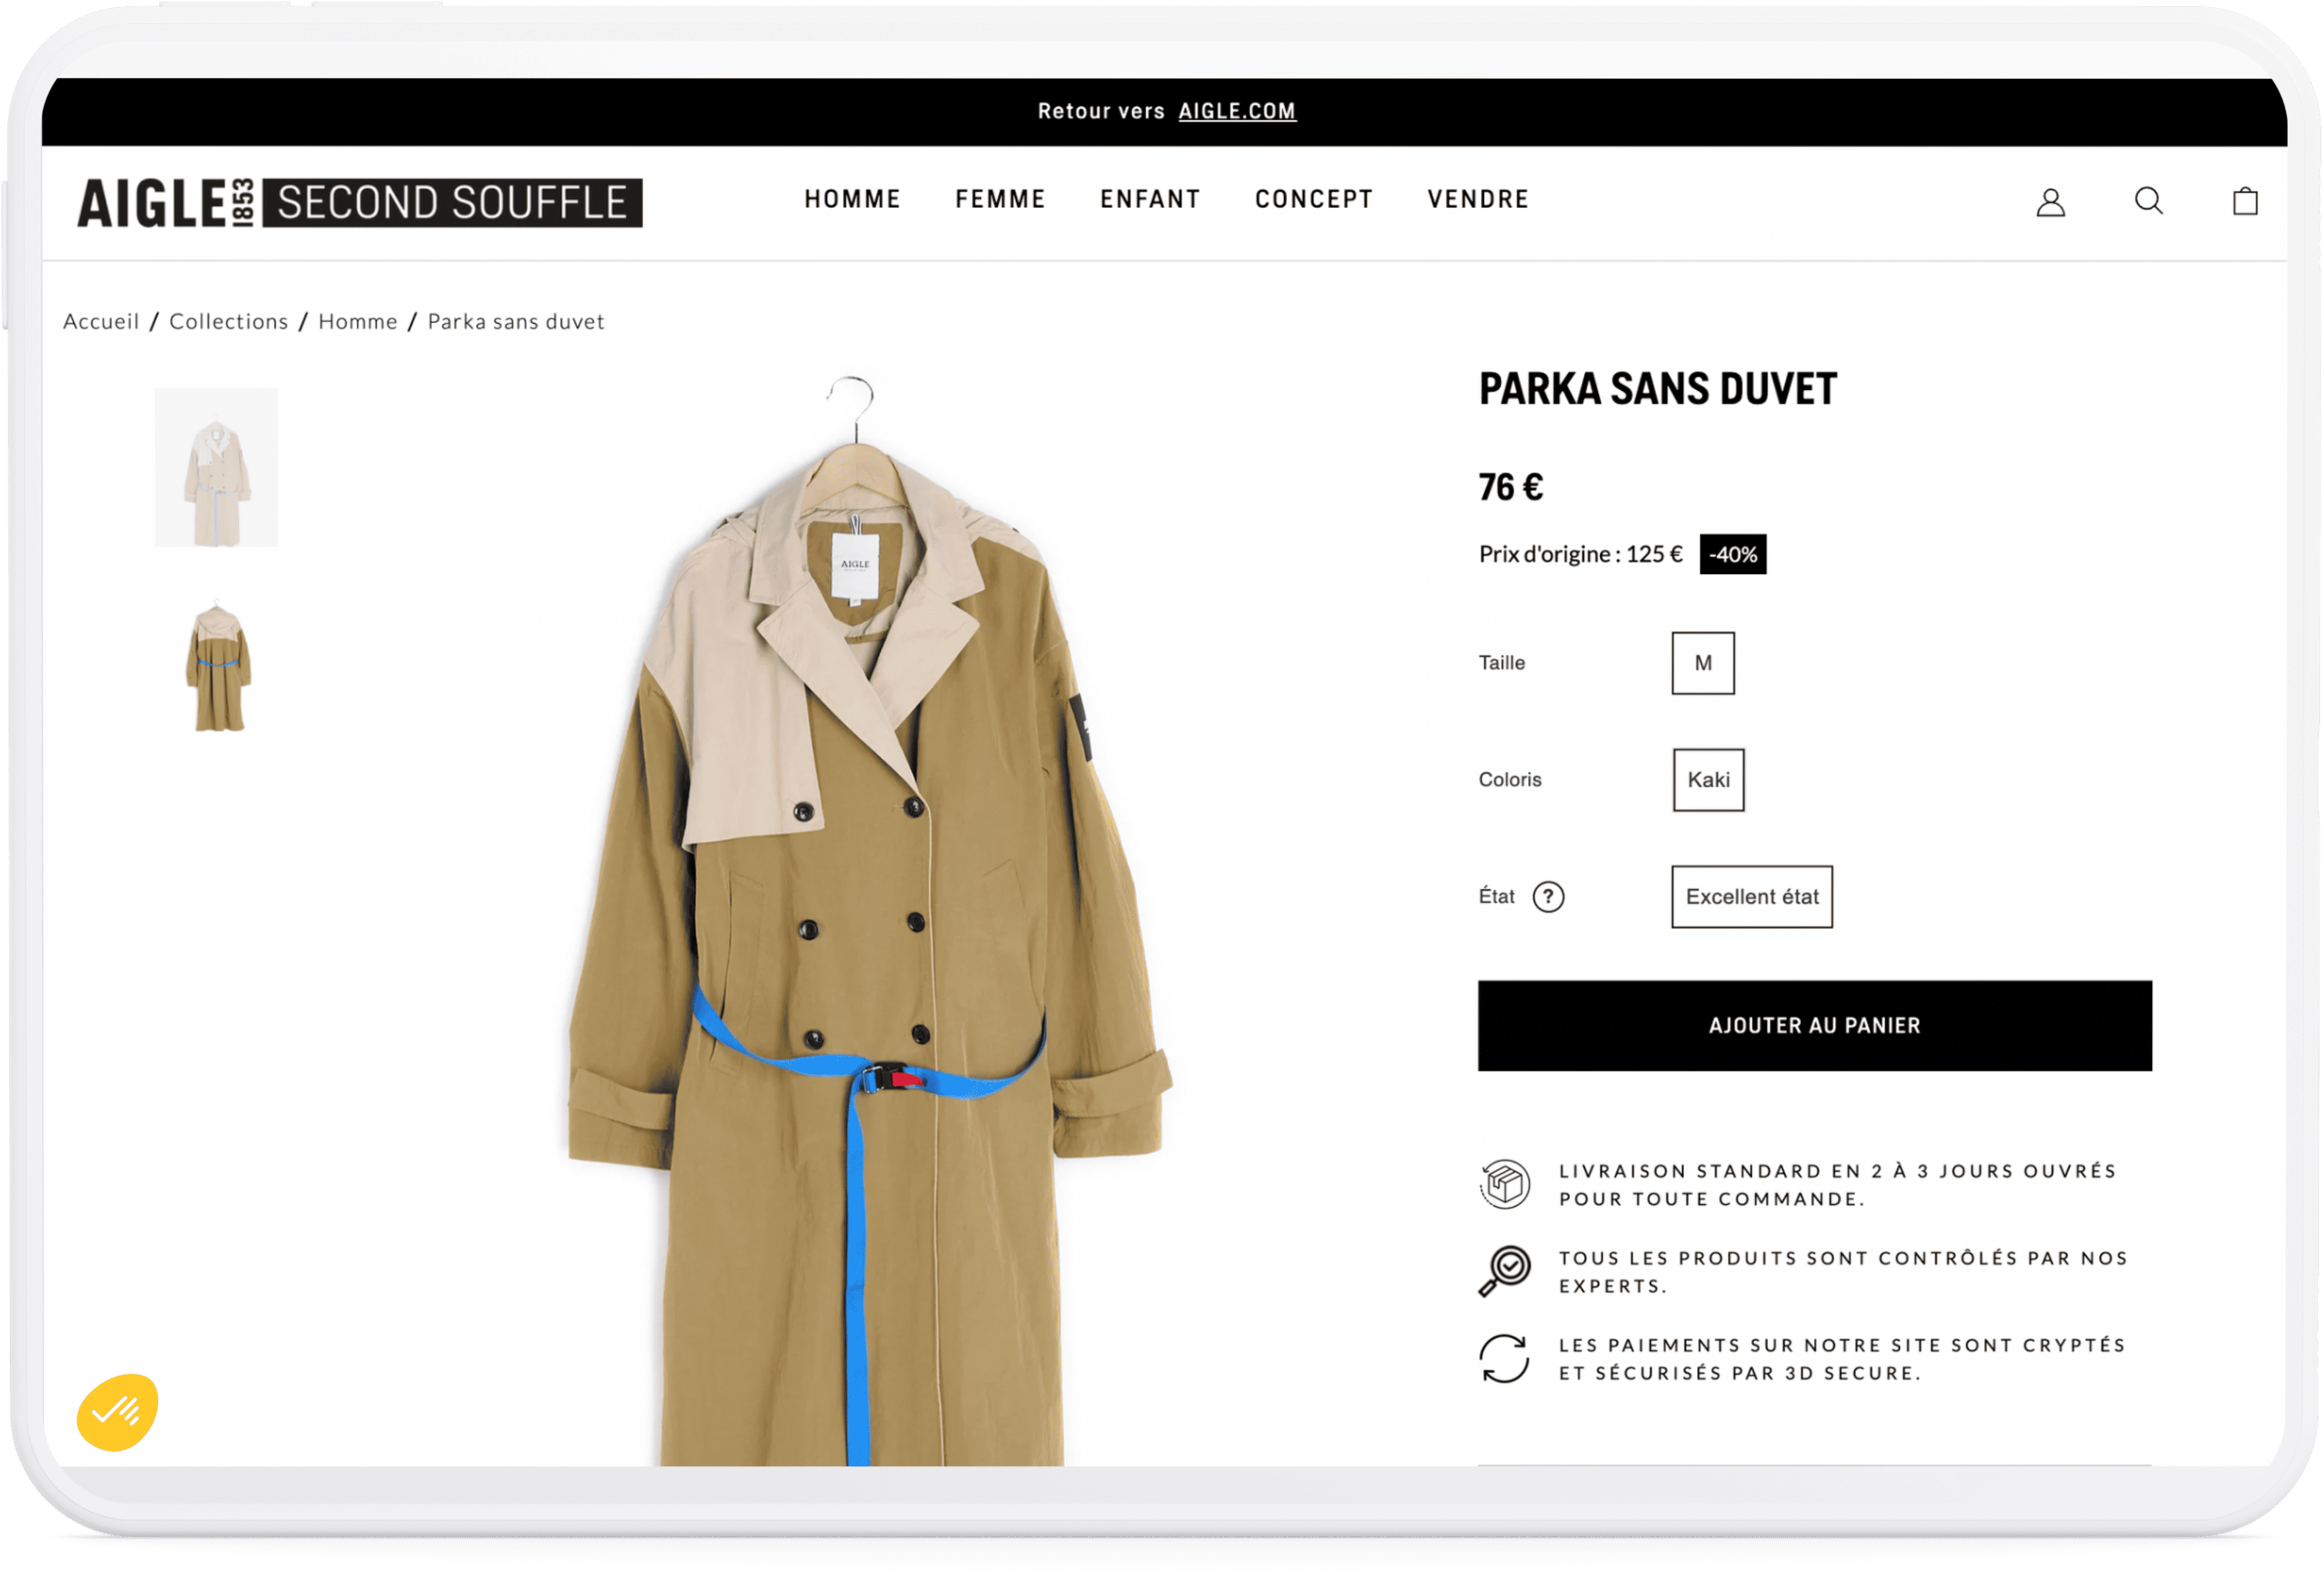 Retour vers AIGLE.COM
AIGLE 1853 SECOND SOUFFLE
HOMME FEMME ENFANT CONCEPT VENDRE
Accueil / Collections / Homme / Parka sans duvet
AIGLE
PARKA SANS DUVET
76 €
Prix d'origine : 125 € -40%
Taille M
Coloris Kaki
État ? Excellent état
AJOUTER AU PANIER
LIVRAISON STANDARD EN 2 À 3 JOURS OUVRÉS
POUR TOUTE COMMANDE.
TOUS LES PRODUITS SONT CONTRÔLÉS PAR NOS
EXPERTS.
LES PAIEMENTS SUR NOTRE SITE SONT CRYPTÉS
ET SÉCURISÉS PAR 3D SECURE.